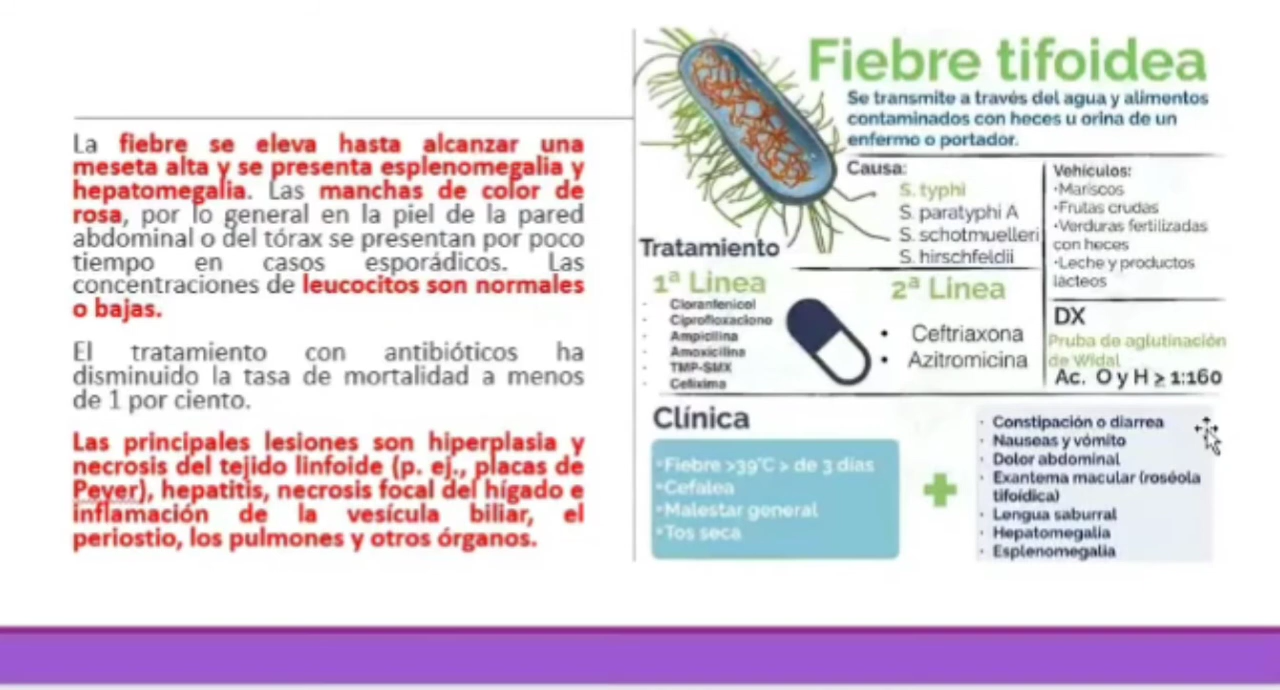 La fiebre se eleva hasta alcanzar una
meseta alta y se presenta esplenomegalia y
hepatomegalia. Las manchas de color de
rosa, por lo general en la piel de la pared
abdominal o del tórax se presentan por poco
tiempo en casos esporádicos. Las
concentraciones de leucocitos son normales
o bajas.
El tratamiento con antibióticos ha
disminuido la tasa de mortalidad a menos
de 1 por ciento.
Las principales lesiones son hiperplasia y
necrosis del tejido linfoide (p. ej., placas de
Peyer), hepatitis, necrosis focal del hígado e
inflamación de la vesícula biliar, el
periostio, los pulmones y otros órganos.
Fiebre tifoidea
Se transmite a través del agua y alimentos
contaminados con heces u orina de un
enfermo o portador.
Causa:
S. typhi
S. paratyphi A
S. schotmuelleri
S. hirschfeldii
Vehículos:
•Mariscos
•Frutas crudas
•Verduras fertilizadas
con heces
•Leche y productos
lácteos
Tratamiento
1ª Linea
· Cloranfenicol
· Ciprofloxaciono
· Ampicilina
· Amoxicilina
· TMP-SMX
· Cefixima
2ª Linea
• Ceftriaxona
• Azitromicina
DX
Pruba de aglutinación
de Widal
Ac. O y H ≥ 1:160
Clínica
•Fiebre >39°C > de 3 días
•Cefalea
•Malestar general
•Tos seca
· Constipación o diarrea
· Nauseas y vómito
· Dolor abdominal
· Exantema macular (roséola
tifoídica)
· Lengua saburral
· Hepatomegalia
· Esplenomegalia